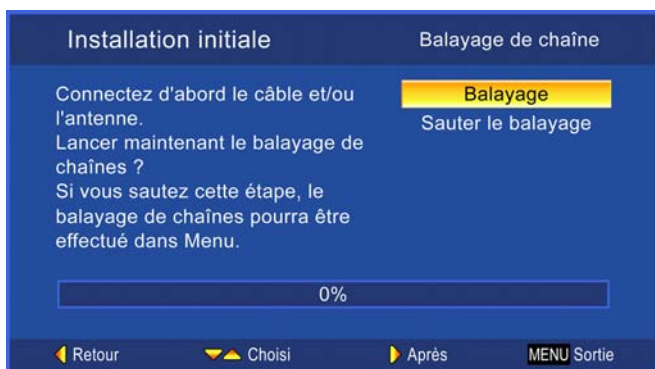 Installation initiale
Balayage de chaîne
Connectez d'abord le câble et/ou
l'antenne.
Lancer maintenant le balayage de
chaînes ?
Si vous sautez cette étape, le
balayage de chaînes pourra être
effectué dans Menu.
Balayage
Sauter le balayage
0%
Retour
Choisi
Après
MENU Sortie